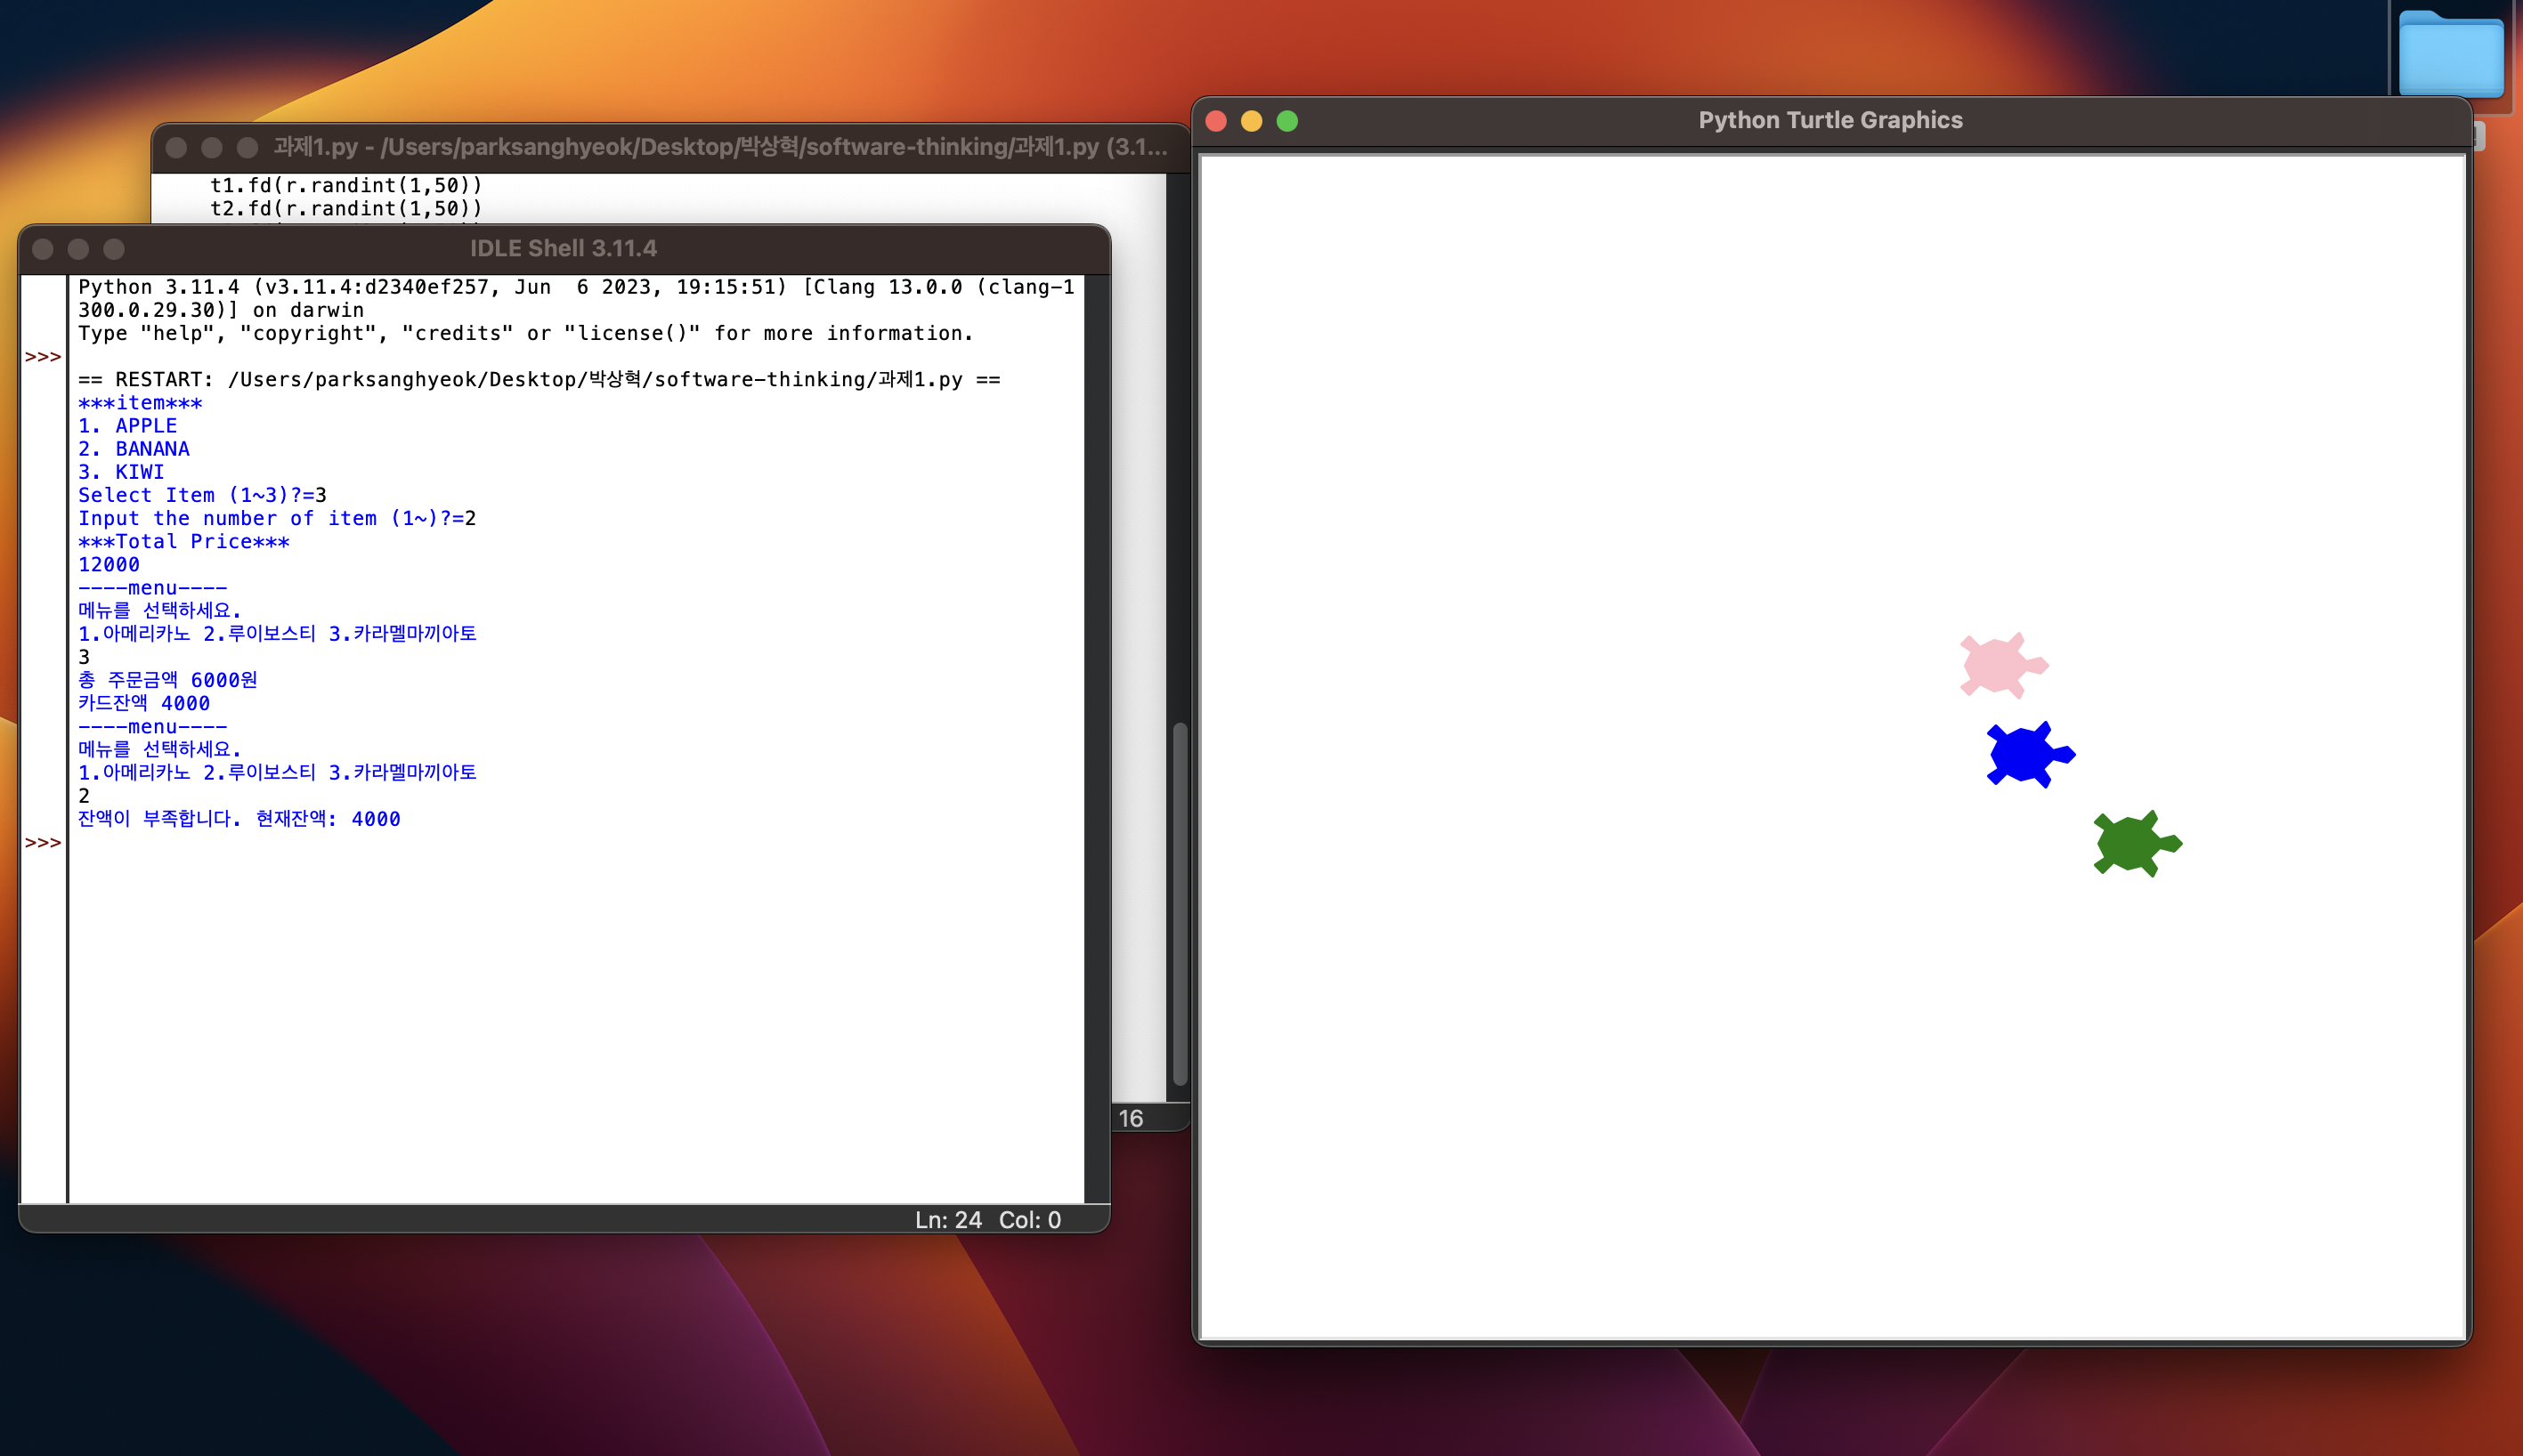 과제1.py - /Users/parksanghyeok/Desktop/박상혁/software-thinking/과제1.py (3.1...
t1.fd(r.randint(1,50))
t2.fd(r.randint(1,50))
16
IDLE Shell 3.11.4
Python 3.11.4 (v3.11.4:d2340ef257, Jun  6 2023, 19:15:51) [Clang 13.0.0 (clang-1
300.0.29.30)] on darwin
Type "help", "copyright", "credits" or "license()" for more information.
>>>
== RESTART: /Users/parksanghyeok/Desktop/박상혁/software-thinking/과제1.py ==
***item***
1. APPLE
2. BANANA
3. KIWI
Select Item (1~3)?=3
Input the number of item (1~)?=2
***Total Price***
12000
----menu----
메뉴를 선택하세요.
1.아메리카노 2.루이보스티 3.카라멜마끼아토
3
총 주문금액 6000원
카드잔액 4000
----menu----
메뉴를 선택하세요.
1.아메리카노 2.루이보스티 3.카라멜마끼아토
2
잔액이 부족합니다. 현재잔액: 4000
>>>
Ln: 24 Col: 0
Python Turtle Graphics